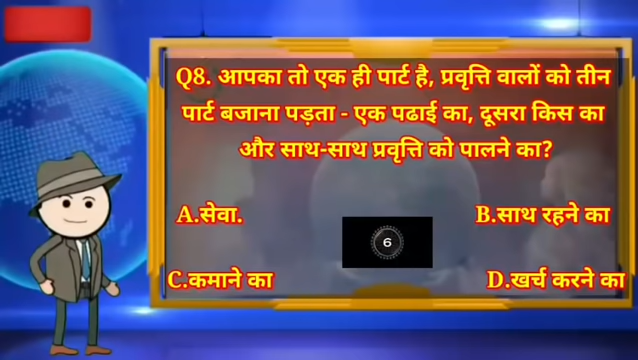 Q8. आपका तो एक ही पार्ट है, प्रवृत्ति वालों को तीन
पार्ट बजाना पड़ता - एक पढाई का, दूसरा किस का
और साथ-साथ प्रवृत्ति को पालने का?
A.सेवा.
B.साथ रहने का
6
C.कमाने का
D.खर्च करने का